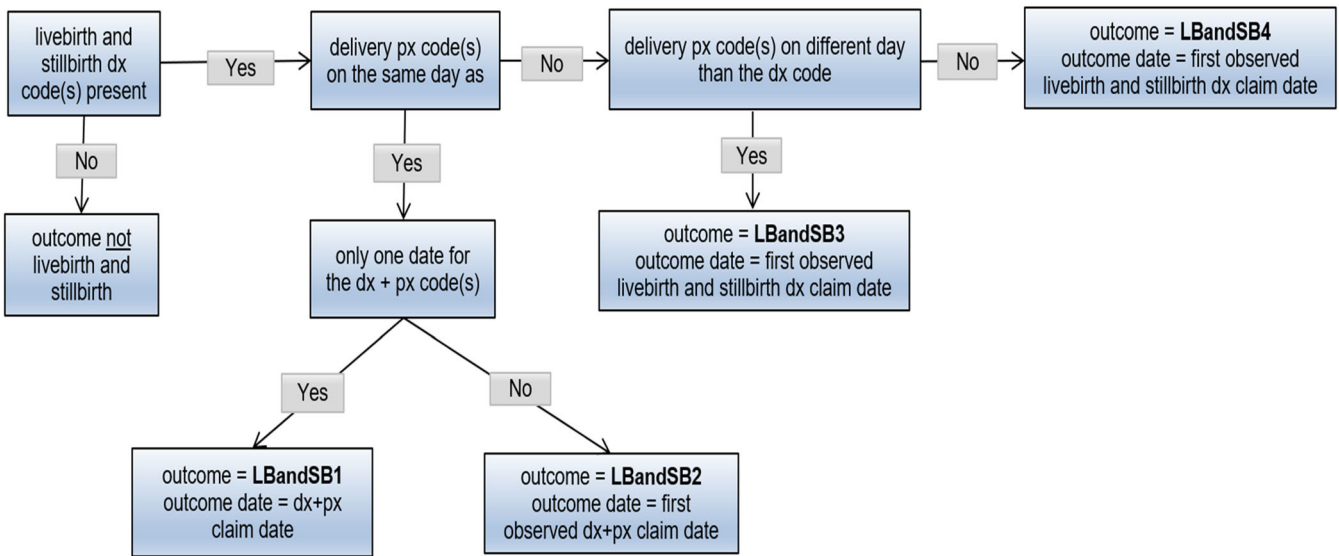 livebirth and
stillbirth dx
code(s) present
Yes
delivery px code(s)
on the same day as
No
delivery px code(s) on different day
than the dx code
No
outcome = LBandSB4
outcome date = first observed
livebirth and stillbirth dx claim date
No
Yes
Yes
outcome not
livebirth and
stillbirth
only one date for
the dx + px code(s)
outcome = LBandSB3
outcome date = first observed
livebirth and stillbirth dx claim date
Yes
No
outcome = LBandSB1
outcome date = dx+px
claim date
outcome = LBandSB2
outcome date = first
observed dx+px claim date